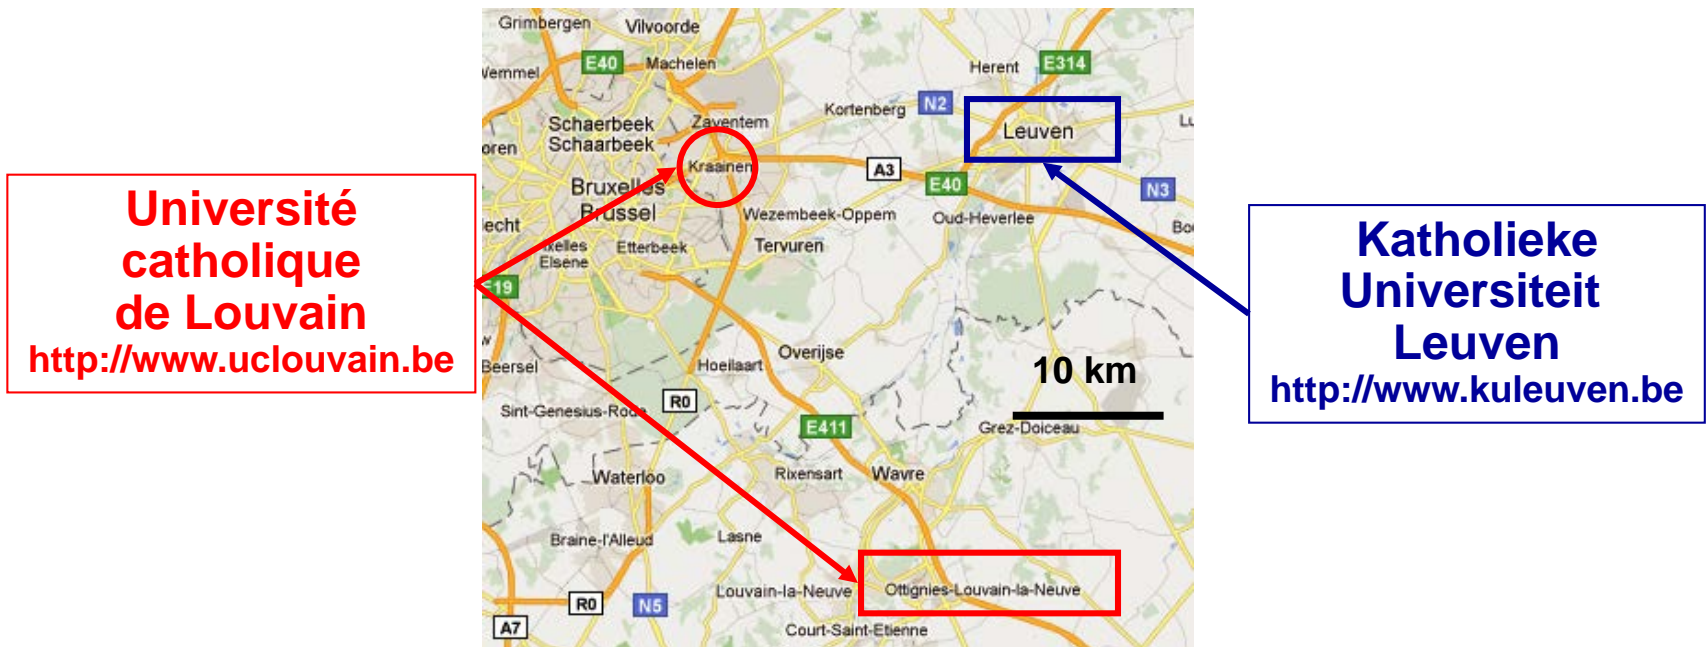 Université
catholique
de Louvain
http://www.uclouvain.be
Grimbergen
Vilvoorde
E40
Machelen
Herent
E314
Kortenberg
N2
Schaerbeek
Schaarbeek
Zaventem
Leuven
Kraainen
A3
E40
N3
Bruxelles
Brussel
Wezembeek-Oppem
Oud-Heverlee
Etterbeek
Tervuren
Elsene
E19
Overijse
Hoeilaart
Beersel
10 km
R0
Sint-Genesius-Rode
E411
Grez-Doiceau
Waterloo
Rixensart
Wavre
Braine-l'Alleud
Lasne
Louvain-la-Neuve
Ottignies-Louvain-la-Neuve
R0
N5
A7
Court-Saint-Etienne
Katholieke
Universiteit
Leuven
http://www.kuleuven.be